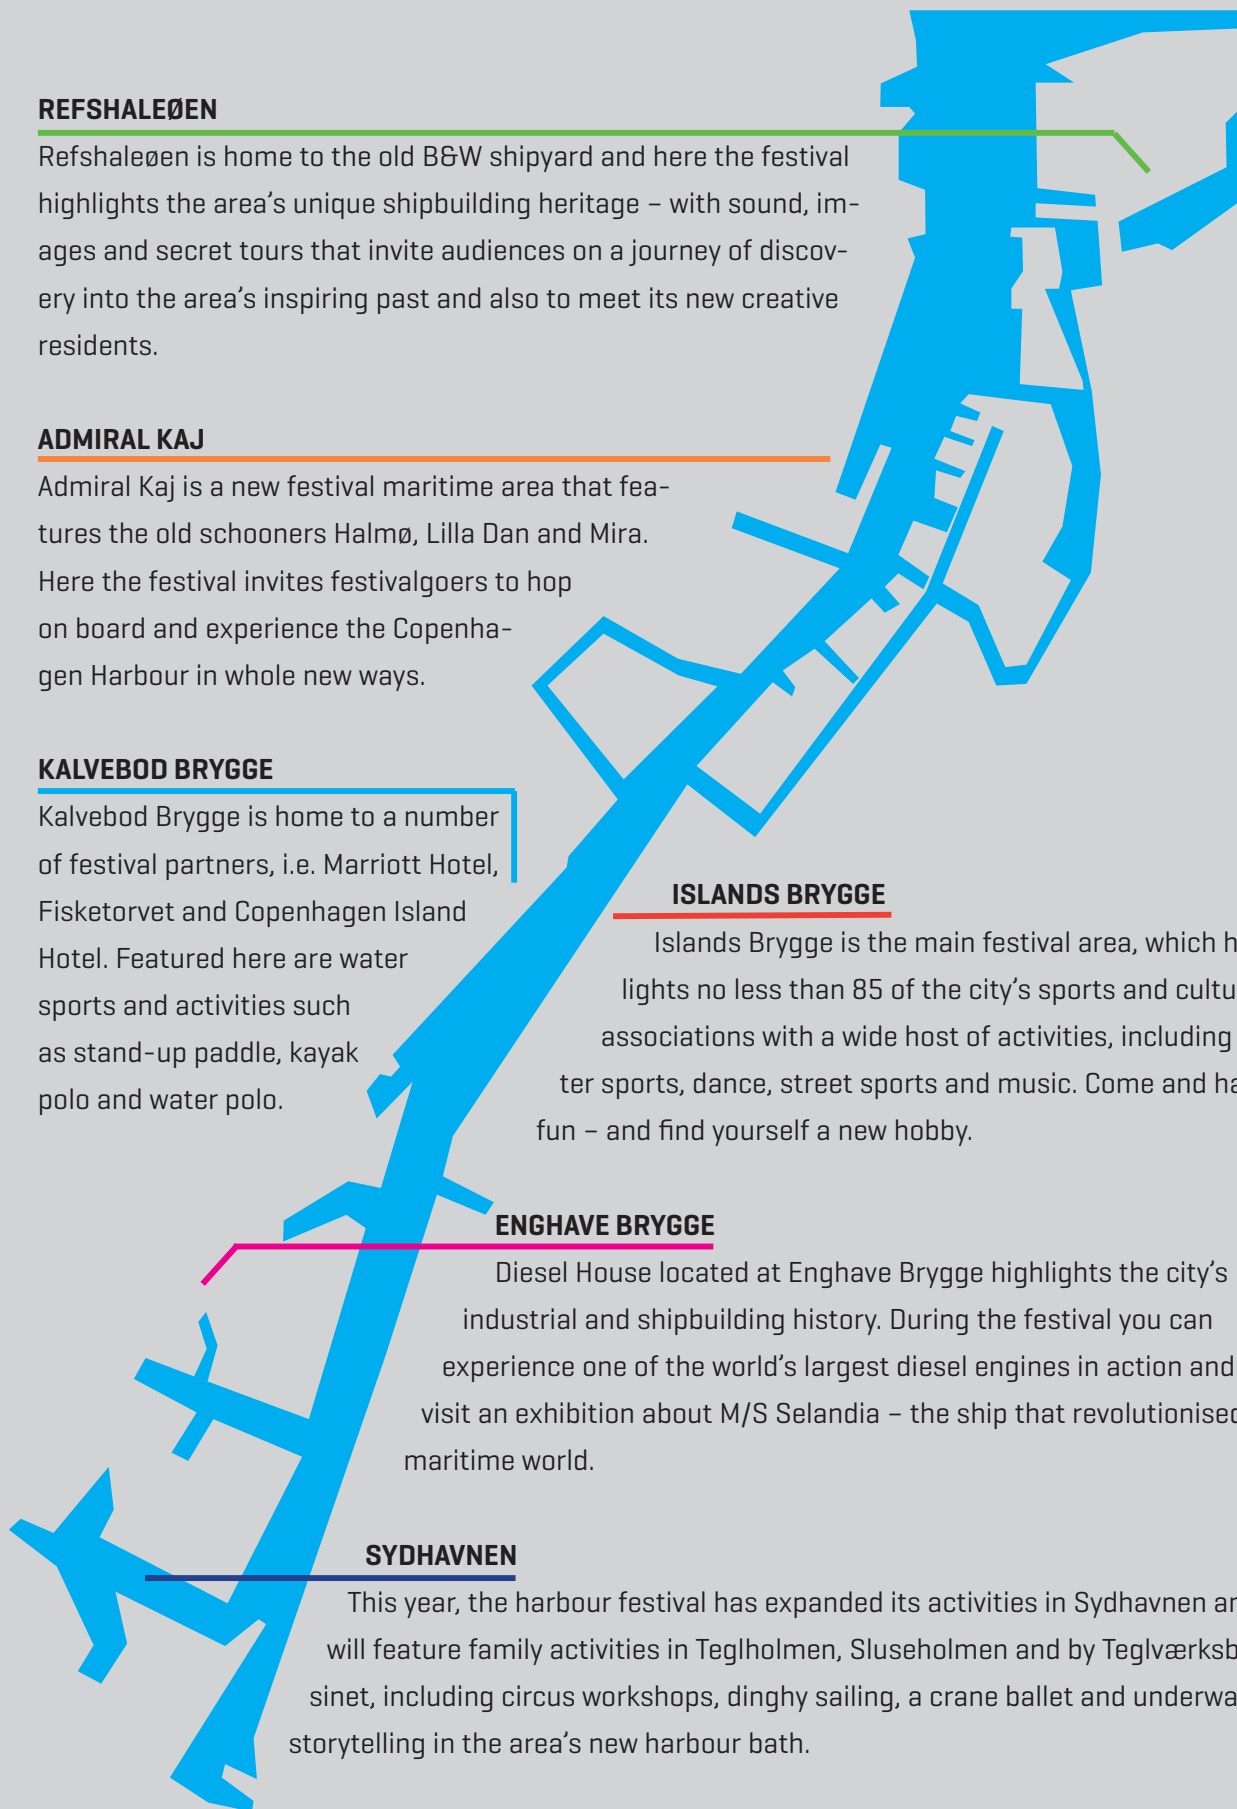 REFSHALEØEN
Refshaleøen is home to the old B&W shipyard and here the festival
highlights the area’s unique shipbuilding heritage – with sound, im-
ages and secret tours that invite audiences on a journey of discov-
ery into the area’s inspiring past and also to meet its new creative
residents.
ADMIRAL KAJ
Admiral Kaj is a new festival maritime area that fea-
tures the old schooners Halmø, Lilla Dan and Mira.
Here the festival invites festivalgoers to hop
on board and experience the Copenha-
gen Harbour in whole new ways.
KALVEBOD BRYGGE
Kalvebod Brygge is home to a number
of festival partners, i.e. Marriott Hotel,
Fisketorvet and Copenhagen Island
Hotel. Featured here are water
sports and activities such
as stand-up paddle, kayak
polo and water polo.
ISLANDS BRYGGE
Islands Brygge is the main festival area, which
lights no less than 85 of the city’s sports and
associations with a wide host of activities, including
ter sports, dance, street sports and music. Come and
fun – and find yourself a new hobby.
ENGHAVE BRYGGE
Diesel House located at Enghave Brygge highlights the city’s
industrial and shipbuilding history. During the festival you can
experience one of the world’s largest diesel engines in action and
visit an exhibition about M/S Selandia – the ship that revolutionised
maritime world.
SYDHAVNEN
This year, the harbour festival has expanded its activities in Sydhavnen
will feature family activities in Teglholmen, Sluseholmen and by
sinet, including circus workshops, dinghy sailing, a crane ballet and
storytelling in the area’s new harbour bath.